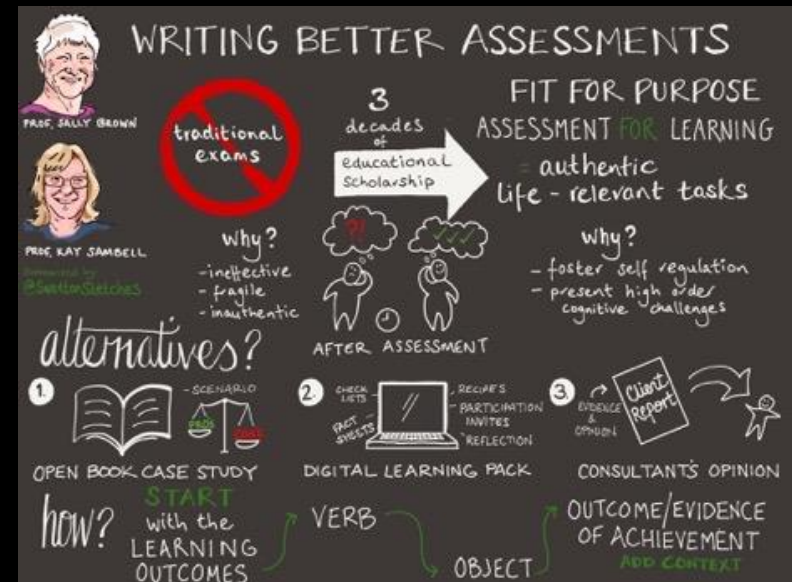 WRITING BETTER ASSESSMENTS
PROF. SALLY BROWN
PROF. KAY SAMBELL
summarized by
@SwattonSketches
traditional
exams
why?
- ineffective
- fragile
- inauthentic
3
decades
of
educational
scholarship
?!
AFTER ASSESSMENT
FIT FOR PURPOSE
ASSESSMENT FOR LEARNING
= authentic
life - relevant tasks
why?
- foster self regulation
- present high order
cognitive challenges
alternatives?
1.
- SCENARIO
PROS
CONS
OPEN BOOK CASE STUDY
2.
CHECK
LISTS
FACT
SHEETS
RECIPES
PARTICIPATION
INVITES
REFLECTION
DIGITAL LEARNING PACK
3.
EVIDENCE
&
OPINION
Client
Report
CONSULTANT'S OPINION
how?
START
with the
LEARNING
OUTCOMES
VERB
OBJECT
OUTCOME/EVIDENCE
OF ACHIEVEMENT
ADD CONTEXT